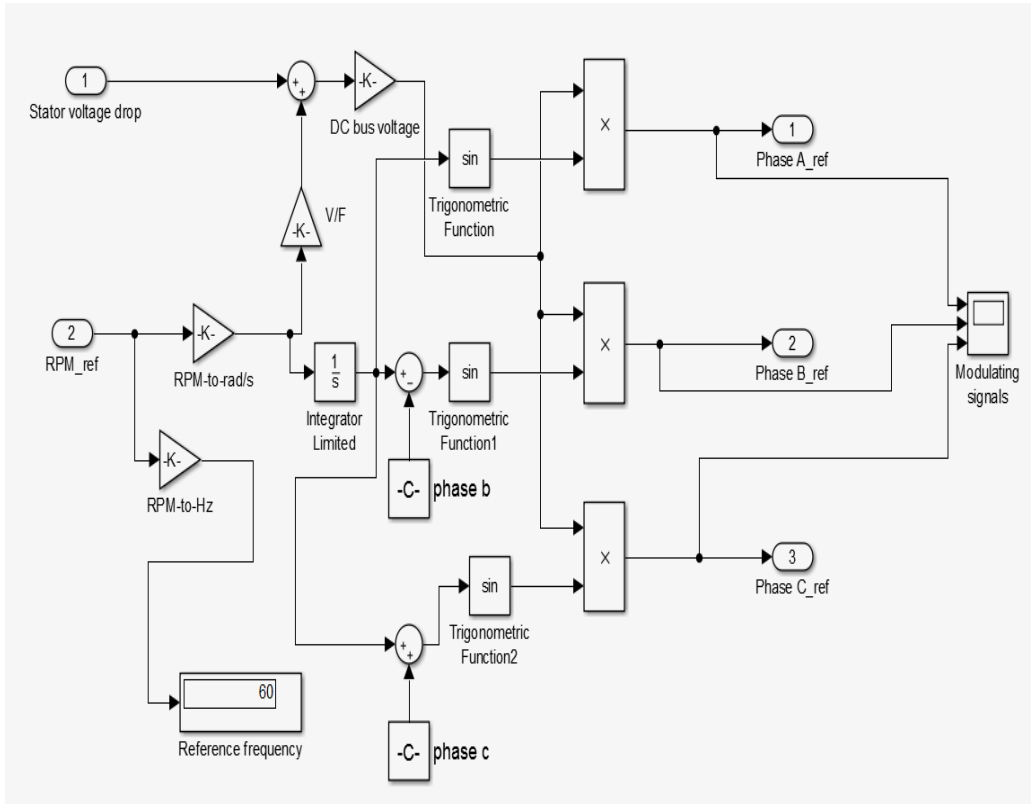 1
Stator voltage drop
+
+
-K-
DC bus voltage
sin
Trigonometric
Function
X
1
Phase A_ref
-K-
V/F
2
RPM_ref
-K-
RPM-to-rad/s
1
s
Integrator
Limited
+
−
sin
Trigonometric
Function1
X
2
Phase B_ref
Modulating
signals
-K-
RPM-to-Hz
-C-
phase b
+
+
sin
Trigonometric
Function2
X
3
Phase C_ref
60
Reference frequency
-C-
phase c